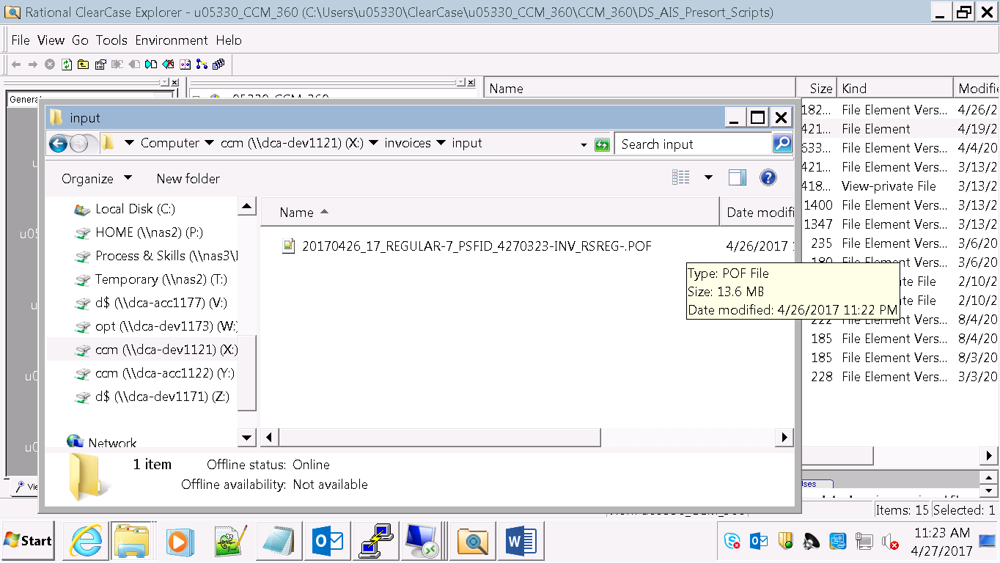 Rational ClearCase Explorer - u05330_CCM_360 (C:\Users\u05330\ClearCase\u05330_CCM_360\CCM_360\DS_AIS_Presort_Scripts)
File View Go Tools Environment Help
General
Name Size Kind Modifie
input
Computer ccm (\\dca-dev1121) (X:) invoices input Search input
Organize New folder
Local Disk (C:)
HOME (\\nas2) (P:)
Process & Skills (\\nas3\
Temporary (\\nas2) (T:)
d$ (\\dca-acc1177) (V:)
opt (\\dca-dev1173) (W:
ccm (\\dca-dev1121) (X:)
ccm (\\dca-acc1122) (Y:)
d$ (\\dca-dev1171) (Z:)
Network
Name Date modifi
20170426_17_REGULAR-7_PSFID_4270323-INV_RSREG-.POF 4/26/2017
Type: POF File
Size: 13.6 MB
Date modified: 4/26/2017 11:22 PM
1 item Offline status: Online
Offline availability: Not available
182... File Element Vers... 4/26/2
421... File Element 4/19/2
633... File Element Vers... 4/4/20
421... File Element Vers... 3/13/2
418... View-private File 3/13/2
1400 File Element Vers... 3/13/2
1347 File Element Vers... 3/13/2
235 File Element Vers... 3/6/20
180 File Element Vers... 3/6/20
te File 2/10/2
te File 2/10/2
222 File Element Vers... 8/4/20
185 File Element Vers... 8/4/20
185 File Element Vers... 8/3/20
228 File Element Vers... 3/3/20
Items: 15 Selected: 1
Start
11:23 AM
4/27/2017